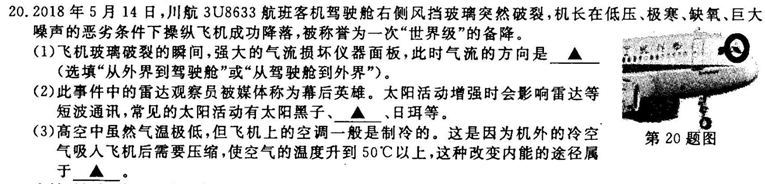 20. 2018年5月14日,川航3U8633航班客机驾驶舱右侧风挡玻璃突然破裂,机长在低压、极寒、缺氧、巨大
噪声的恶劣条件下操纵飞机成功降落,被称誉为一次“世界级”的备降。
(1)飞机玻璃破裂的瞬间,强大的气流损坏仪器面板,此时气流的方向是 ▲
(选填“从外界到驾驶舱”或“从驾驶舱到外界”)。
(2)此事件中的雷达观察员被媒体称为幕后英雄。太阳活动增强时会影响雷达等
短波通讯,常见的太阳活动有太阳黑子、 ▲ 、日珥等。
(3)高空中虽然气温极低,但飞机上的空调一般是制冷的。这是因为机外的冷空
气吸入飞机后需要压缩,使空气的温度升到50℃以上,这种改变内能的途径属
于 ▲ 。
第20题图